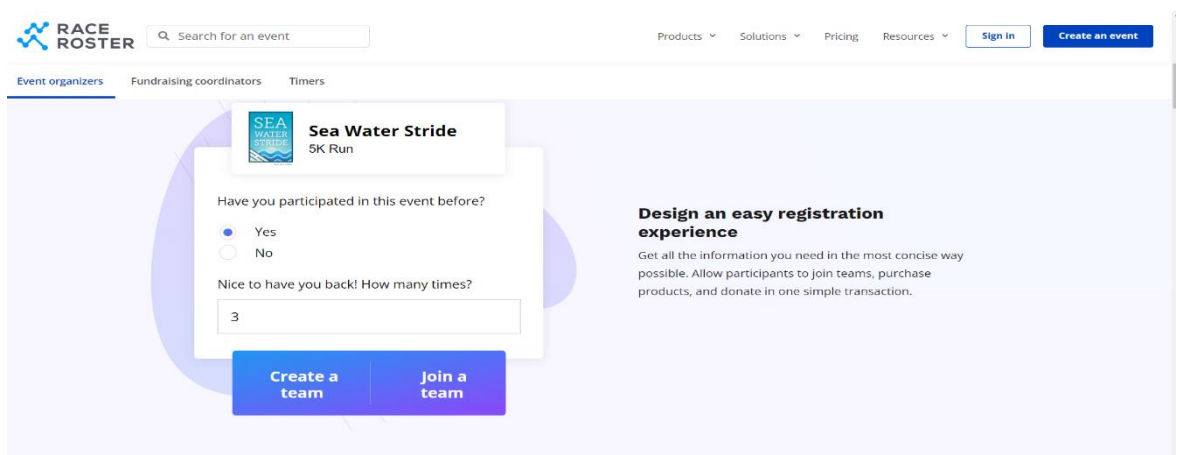 RACE
ROSTER
Search for an event
Products
Solutions
Pricing
Resources
Sign in
Create an event
Event organizers
Fundraising coordinators
Timers
SEA
WATER
STRIDE
Sea Water Stride
5K Run
Have you participated in this event before?
Yes
No
Nice to have you back! How many times?
3
Create a
team
Join a
team
Design an easy registration
experience
Get all the information you need in the most concise way
possible. Allow participants to join teams, purchase
products, and donate in one simple transaction.